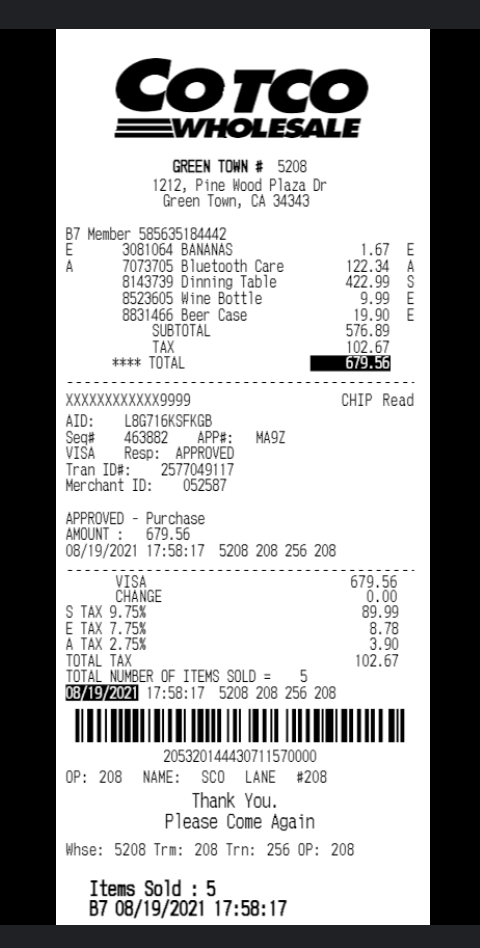 COTCO
WHOLESALE
GREEN TOWN # 5208
1212, Pine Wood Plaza Dr
Green Town, CA 34343
B7 Member 585635184442
E 3081064 BANANAS 1.67 E
A 7073705 Bluetooth Care 122.34 A
8143739 Dinning Table 422.99 S
8523605 Wine Bottle 9.99 E
8831466 Beer Case 19.90 E
SUBTOTAL 576.89
TAX 102.67
**** TOTAL 679.56
XXXXXXXXXXXX9999 CHIP Read
AID: L8G716KSFKGB
Seq# 463882 APP#: MA9Z
VISA Resp: APPROVED
Tran ID#: 2577049117
Merchant ID: 052587
APPROVED - Purchase
AMOUNT : 679.56
08/19/2021 17:58:17 5208 208 256 208
VISA 679.56
CHANGE 0.00
S TAX 9.75% 89.99
E TAX 7.75% 8.78
A TAX 2.75% 3.90
TOTAL TAX 102.67
TOTAL NUMBER OF ITEMS SOLD = 5
08/19/2021 17:58:17 5208 208 256 208
205320144430711570000
OP: 208 NAME: SCO LANE #208
Thank You.
Please Come Again
Whse: 5208 Trm: 208 Trn: 256 OP: 208
Items Sold : 5
B7 08/19/2021 17:58:17